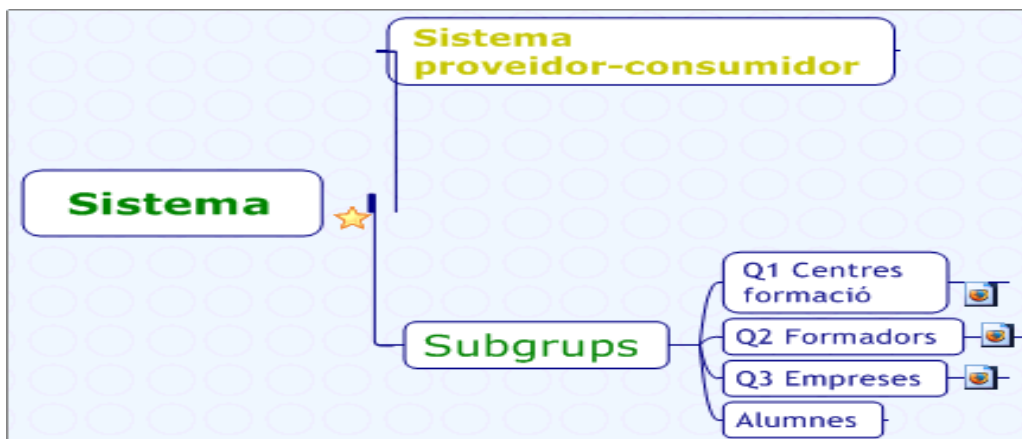 Sistema
proveidor-consumidor
Sistema
Q1 Centres
formació
Subgrups
Q2 Formadors
Q3 Empreses
Alumnes